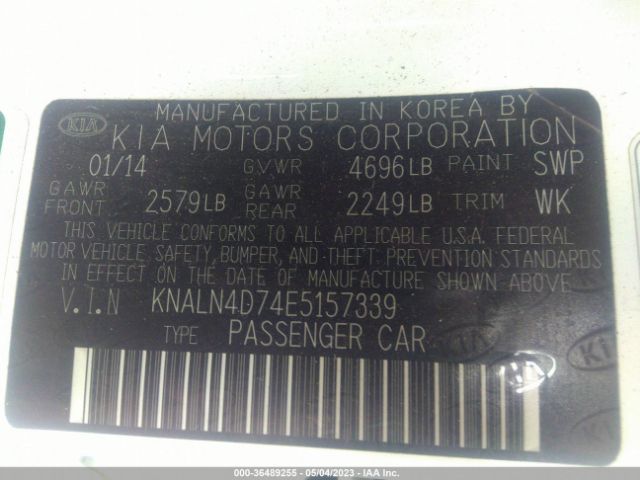 MANUFACTURED IN KOREA BY
KIA KIA MOTORS CORPORATION
01/14 GVWR 4696LB PAINT SWP
GAWR FRONT 2579LB GAWR REAR 2249LB TRIM WK
THIS VEHICLE CONFORMS TO ALL APPLICABLE U.S.A. FEDERAL
MOTOR VEHICLE SAFETY, BUMPER, AND THEFT PREVENTION STANDARDS
IN EFFECT ON THE DATE OF MANUFACTURE SHOWN ABOVE
V.I.N KNALN4D74E5157339
TYPE PASSENGER CAR
KIA
000-36489255 - 05/04/2023 - IAA Inc.